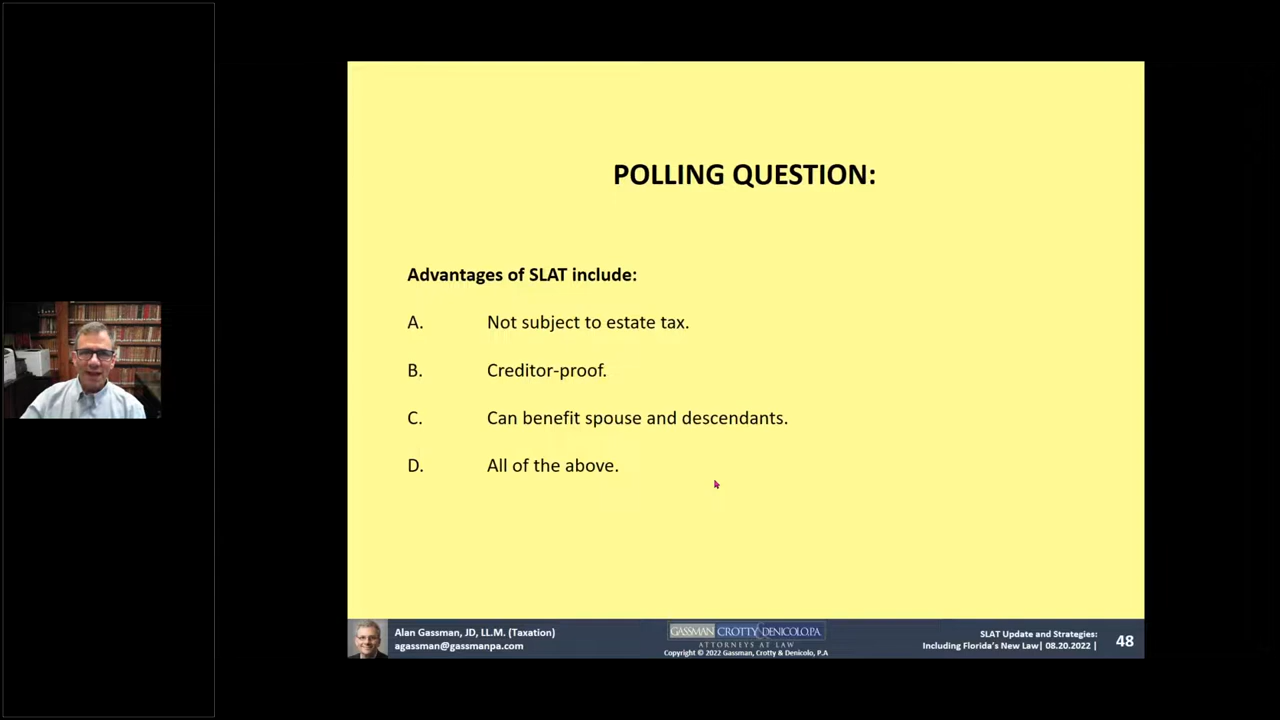 POLLING QUESTION:
Advantages of SLAT include:
A. Not subject to estate tax.
B. Creditor-proof.
C. Can benefit spouse and descendants.
D. All of the above.
Alan Gassman, JD, LL.M. (Taxation)
agassman@gassmanpa.com
GASSMAN CROTTY & DENICOLO, P.A.
ATTORNEYS AT LAW
Copyright © 2022 Gassman, Crotty & Denicolo, P.A
SLAT Update and Strategies:
Including Florida's New Law| 08.20.2022 |
48